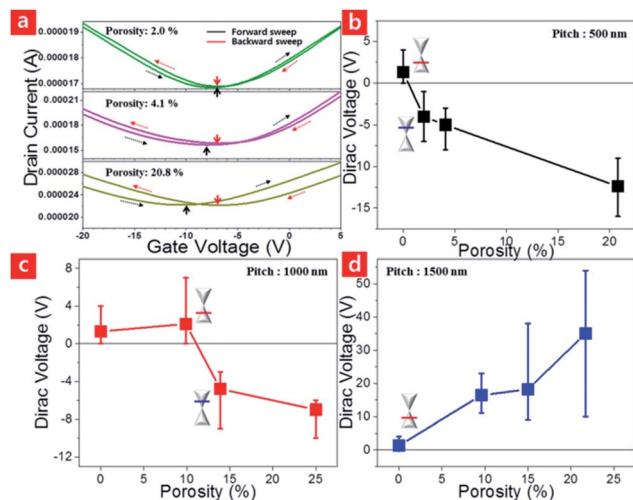 a
Porosity: 2.0 %
Forward sweep
Backward sweep
0.000019
0.000018
0.000017
Porosity: 4.1 %
0.00021
0.00018
0.00015
Porosity: 20.8 %
0.000028
0.000024
0.000020
Drain Current (A)
-20 -15 -10 -5 0 5
Gate Voltage (V)
b
Pitch : 500 nm
5
0
-5
-10
-15
Dirac Voltage (V)
0 5 10 15 20
Porosity (%)
c
Pitch : 1000 nm
8
4
0
-4
-8
-12
Dirac Voltage (V)
0 5 10 15 20 25
Porosity (%)
d
Pitch : 1500 nm
50
40
30
20
10
0
Dirac Voltage (V)
0 5 10 15 20 25
Porosity (%)